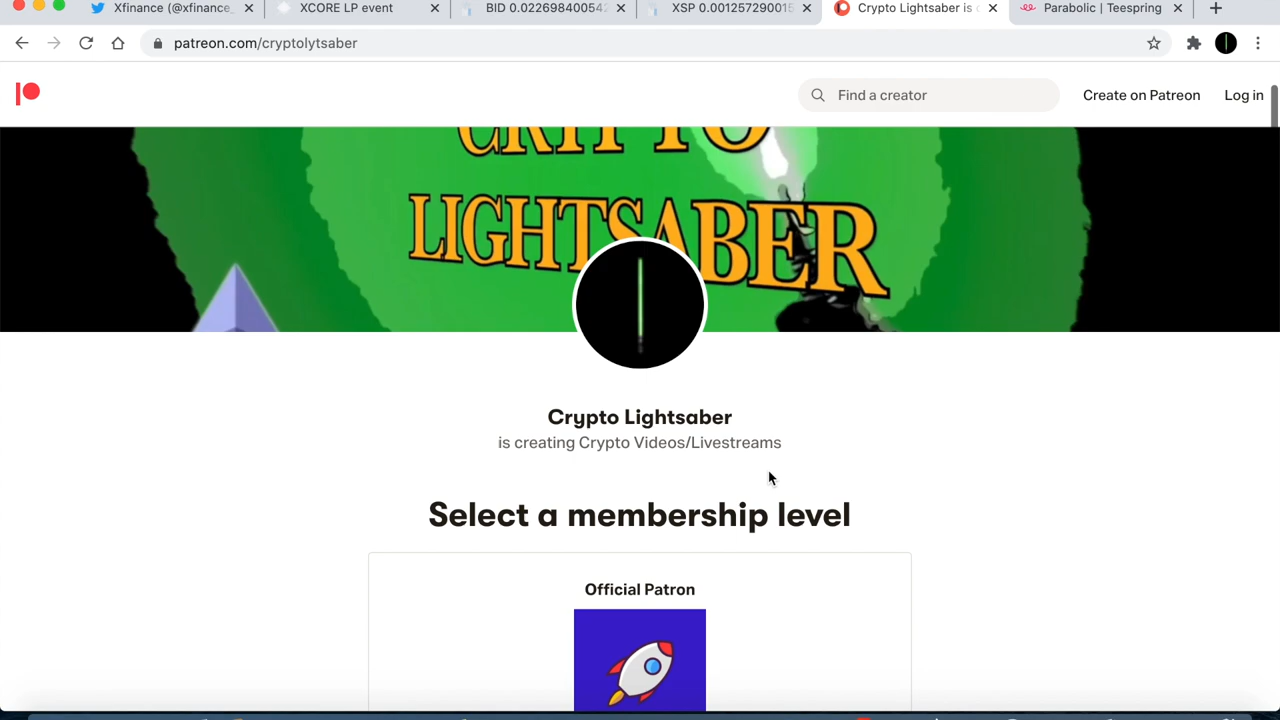 Xfinance (@xfinance_
XCORE LP event
BID 0.02269840054
XSP 0.00125729001
Crypto Lightsaber is
Parabolic | Teespring
patreon.com/cryptolytsaber
Find a creator
Create on Patreon
Log in
CRYPTO
LIGHTSABER
Crypto Lightsaber
is creating Crypto Videos/Livestreams
Select a membership level
Official Patron